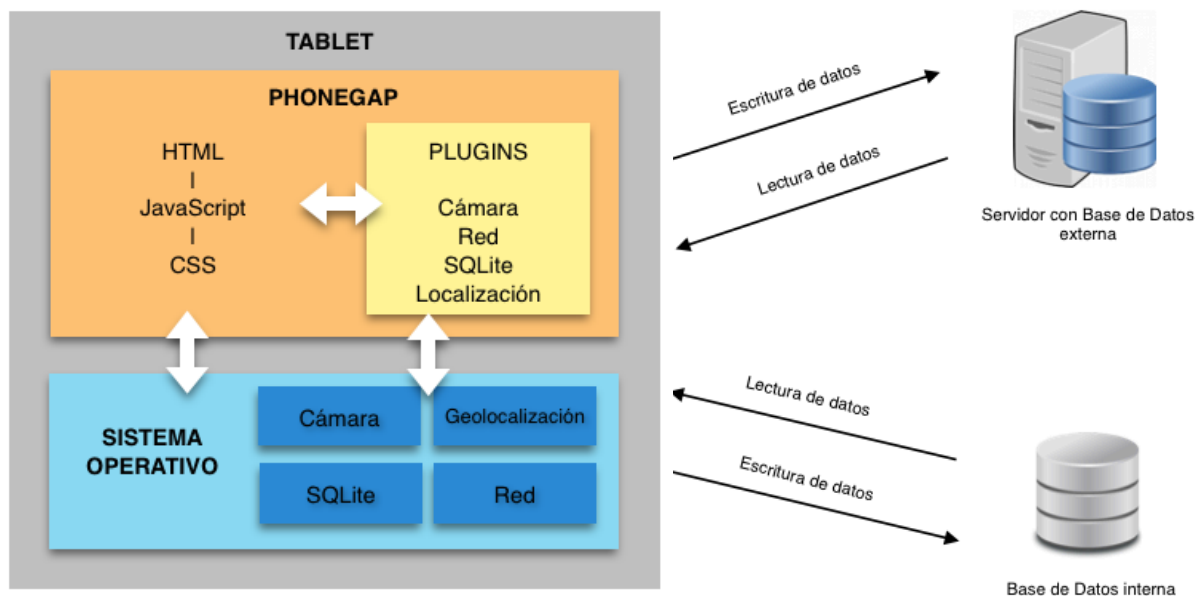 TABLET
PHONEGAP
HTML
|
JavaScript
|
CSS
PLUGINS
Cámara
Red
SQLite
Localización
SISTEMA
OPERATIVO
Cámara
Geolocalización
SQLite
Red
Escritura de datos
Lectura de datos
Servidor con Base de Datos
externa
Lectura de datos
Escritura de datos
Base de Datos interna